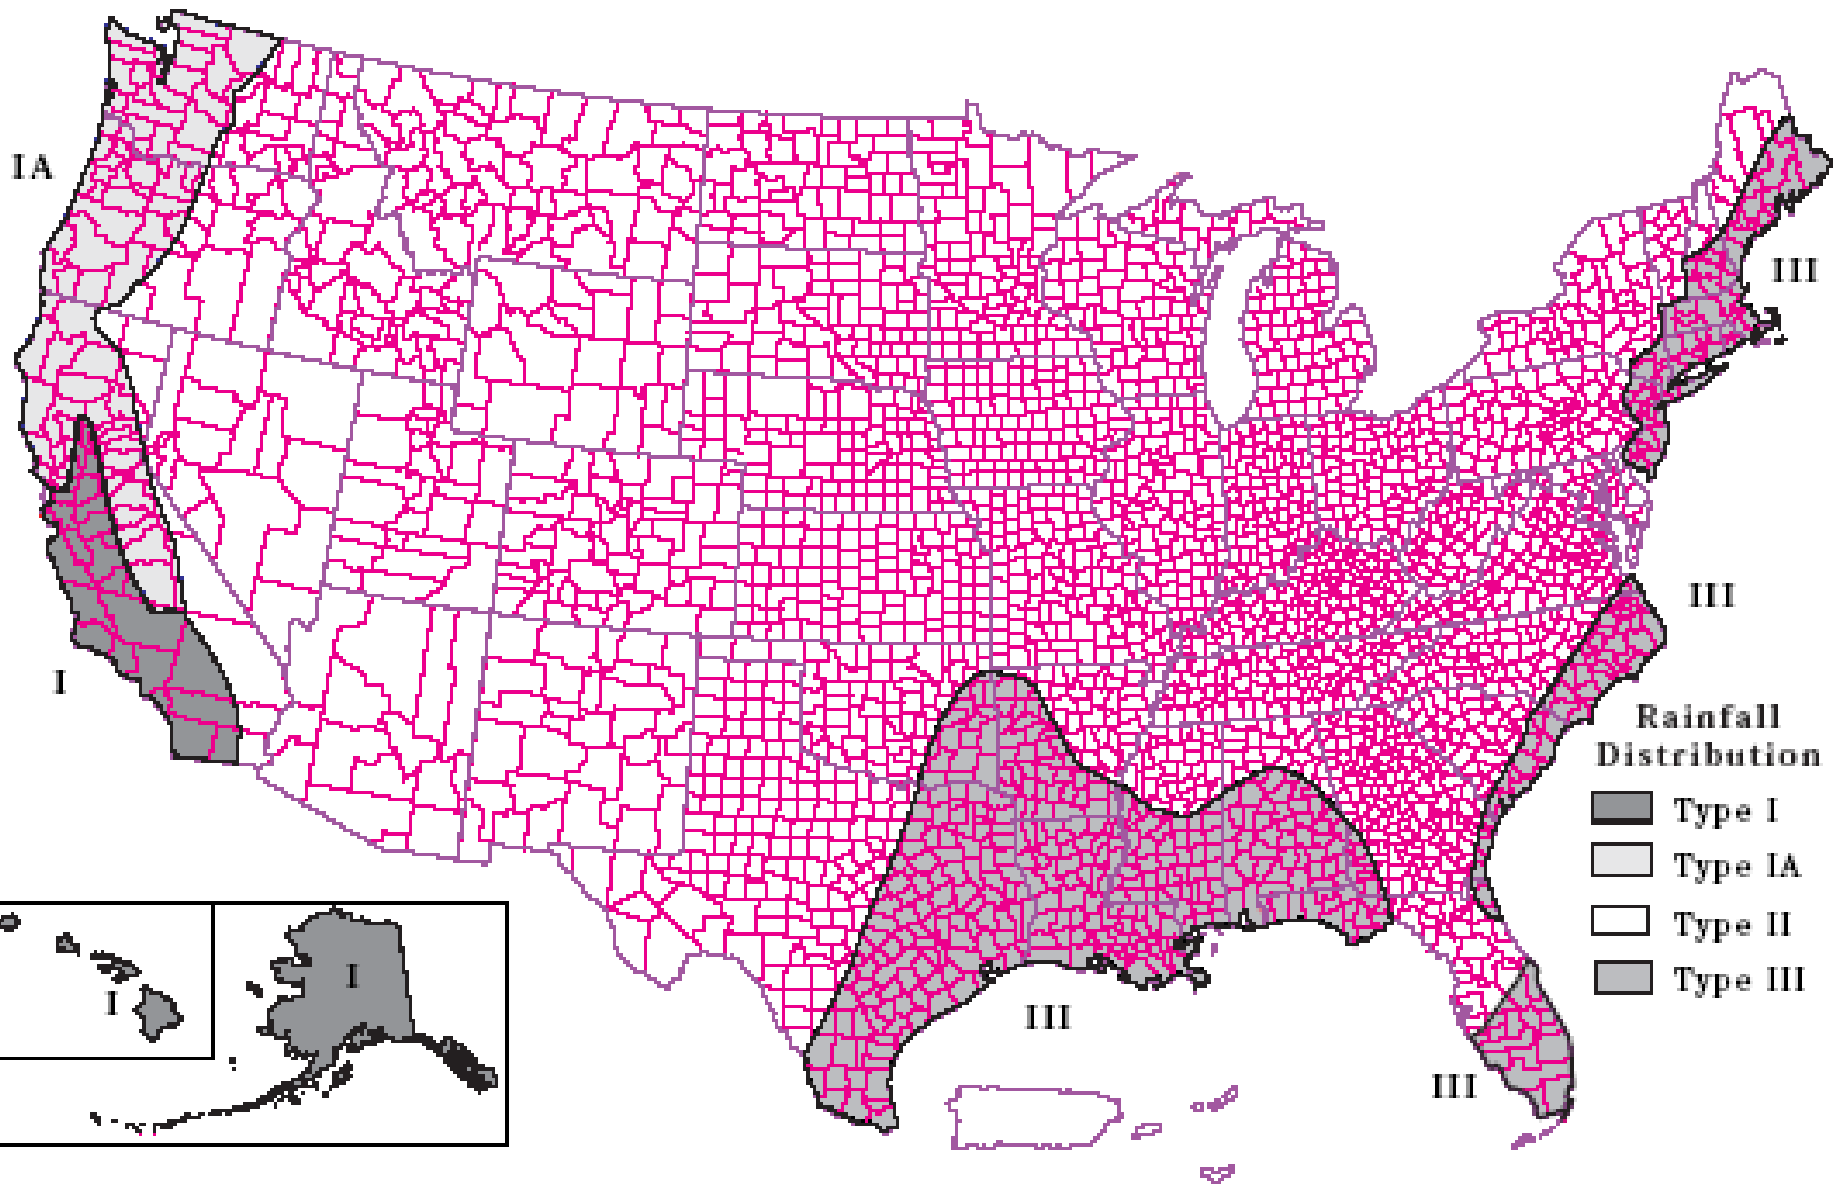 IA
III
III
I
Rainfall
Distribution
Type I
Type IA
Type II
Type III
I
I
III
III